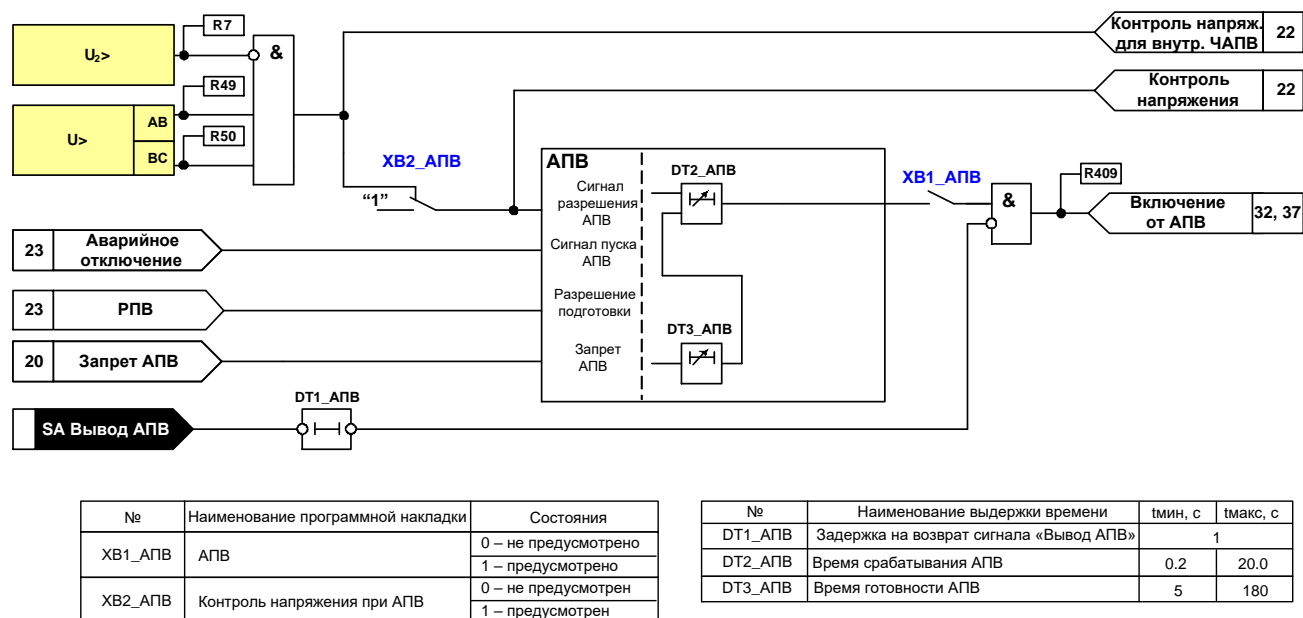 R7
U2>
&
Контроль напряж.
для внутр. ЧАПВ
22
R49
AB
U>
R50
BC
Контроль
напряжения
22
XB2_АПВ
“1”
АПВ
Сигнал
разрешения
АПВ
DT2_АПВ
XB1_АПВ
&
R409
Включение
от АПВ
32, 37
23
Аварийное
отключение
Сигнал пуска
АПВ
23
РПВ
Разрешение
подготовки
DT3_АПВ
20
Запрет АПВ
Запрет
АПВ
DT1_АПВ
SA Вывод АПВ
№ Наименование программной накладки Состояния
XB1_АПВ АПВ
0 – не предусмотрено
1 – предусмотрено
XB2_АПВ Контроль напряжения при АПВ
0 – не предусмотрен
1 – предусмотрен
№ Наименование выдержки времени tмин, с tмакс, с
DT1_АПВ Задержка на возврат сигнала «Вывод АПВ» 1
DT2_АПВ Время срабатывания АПВ 0.2 20.0
DT3_АПВ Время готовности АПВ 5 180